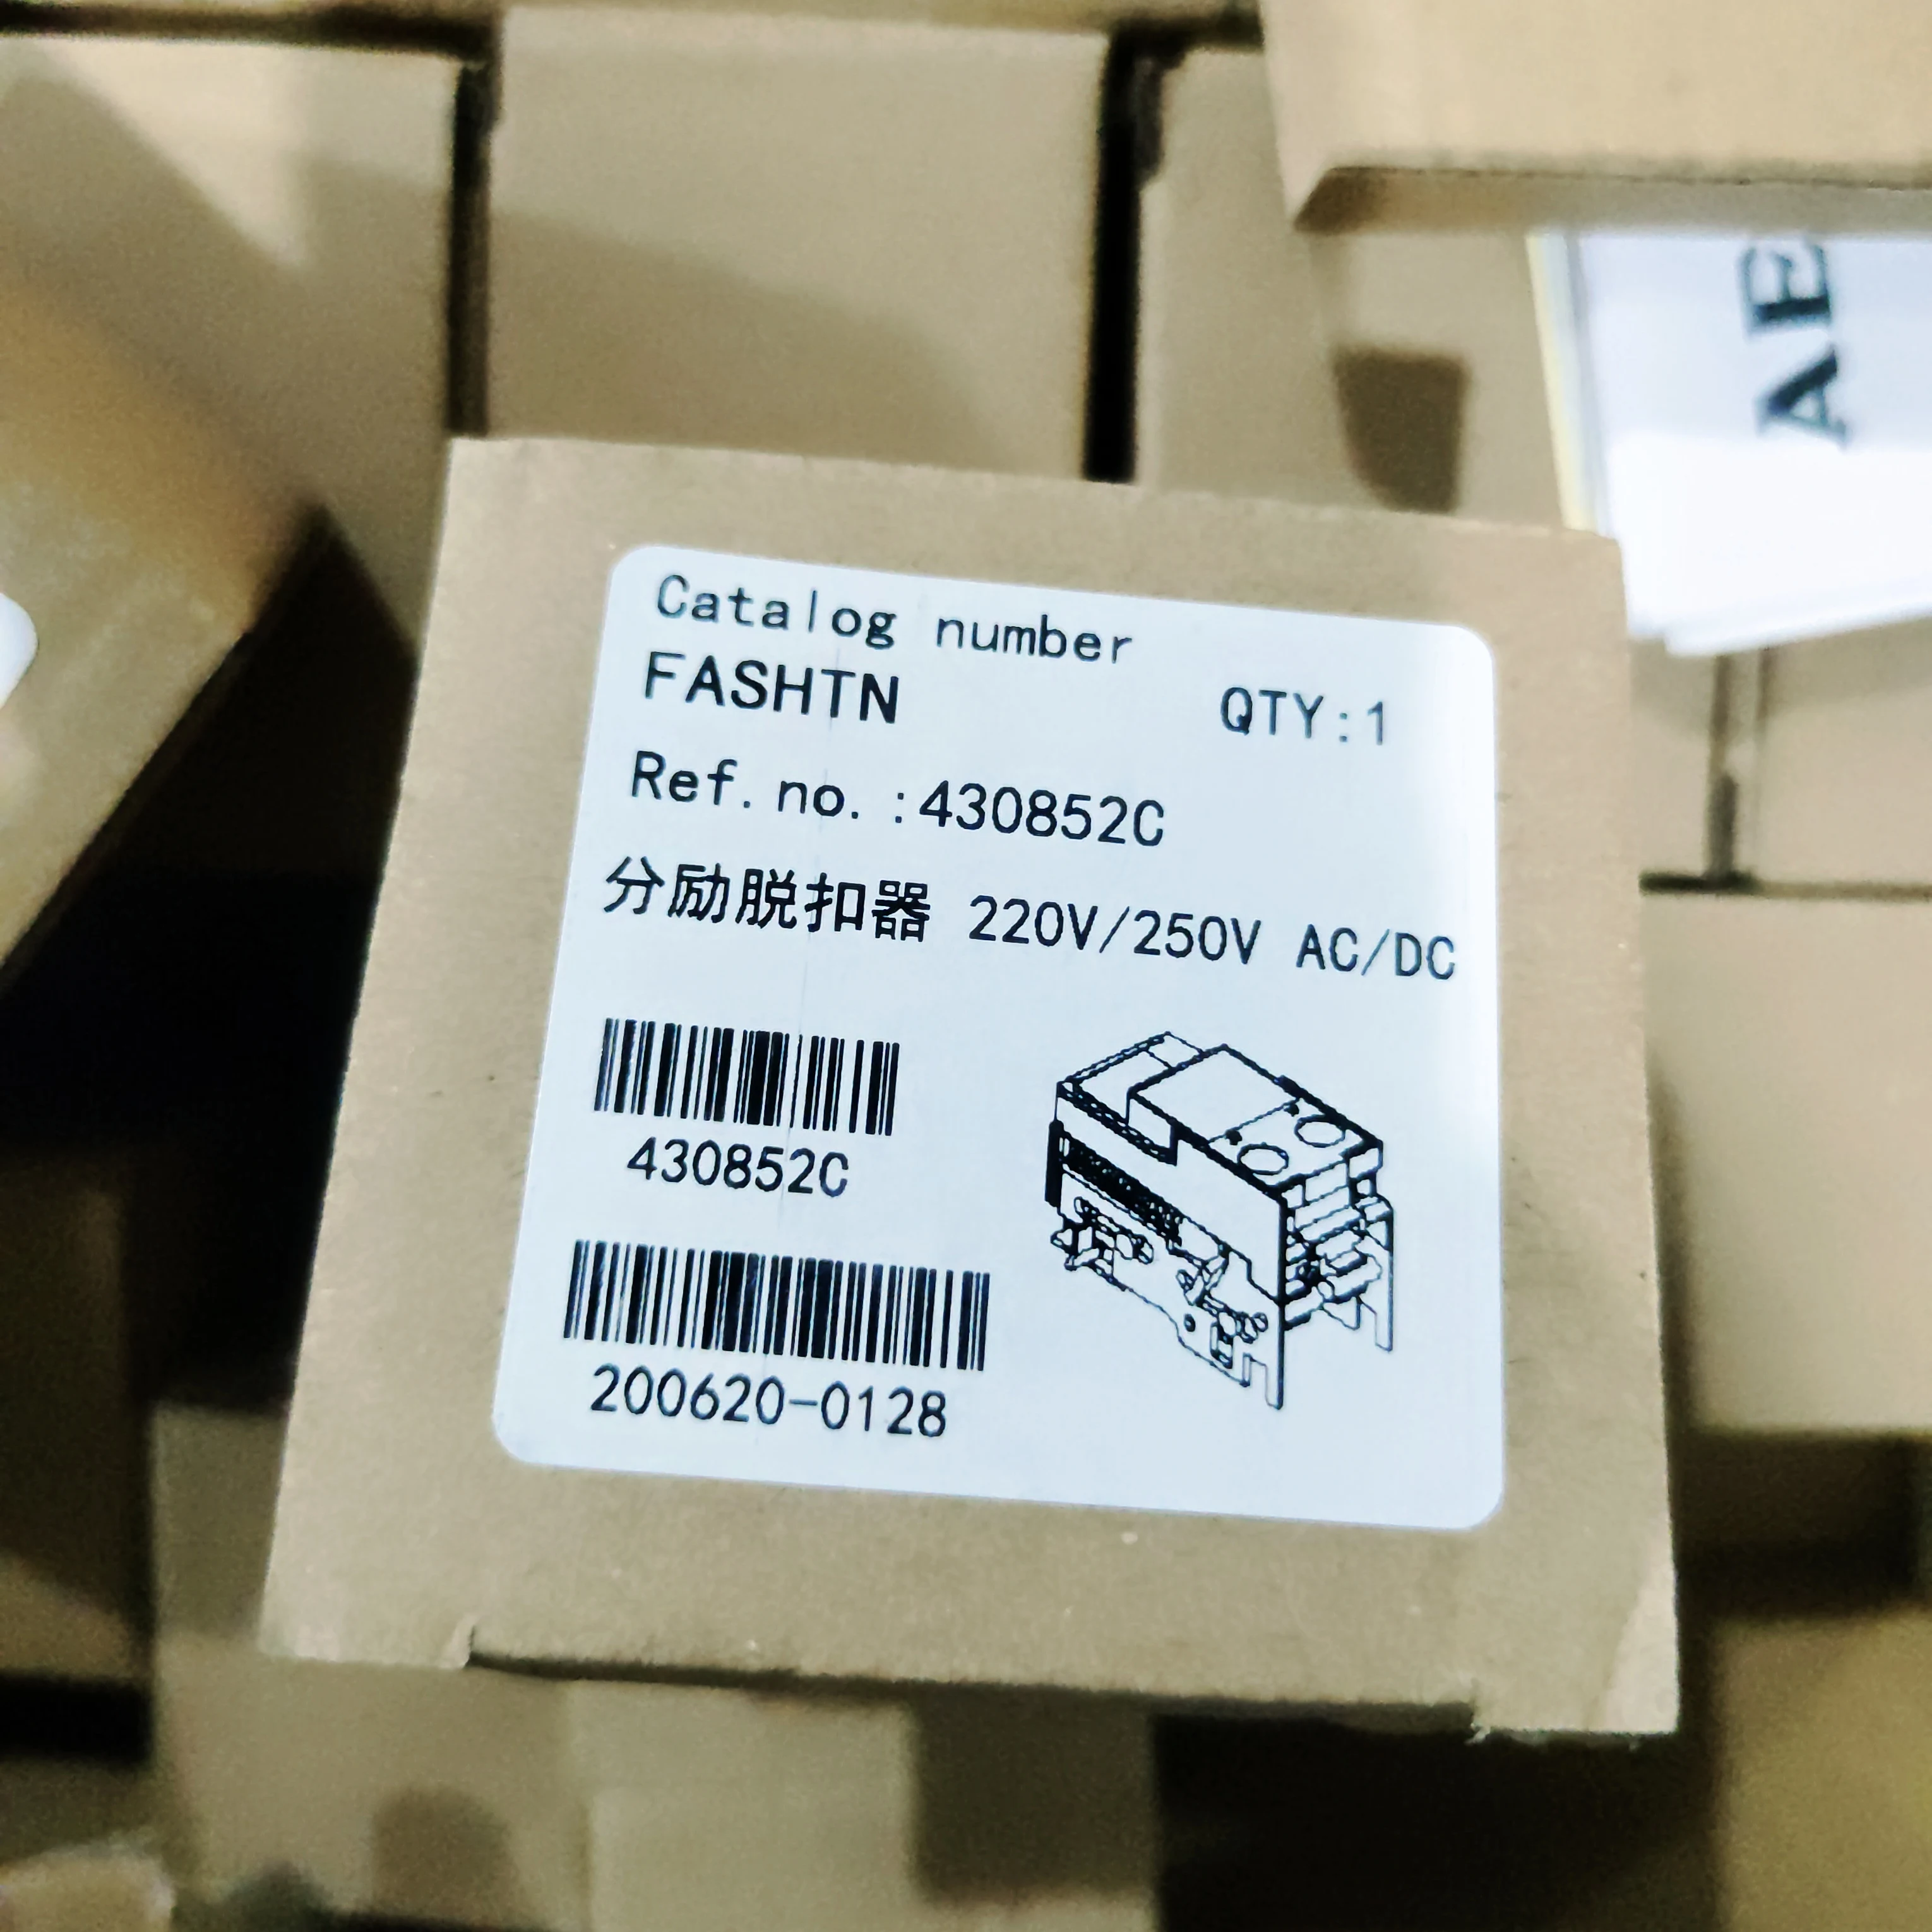 AE
Catalog number
FASHTN QTY:1
Ref. no. :430852C
分励脱扣器 220V/250V AC/DC
430852C
200620-0128